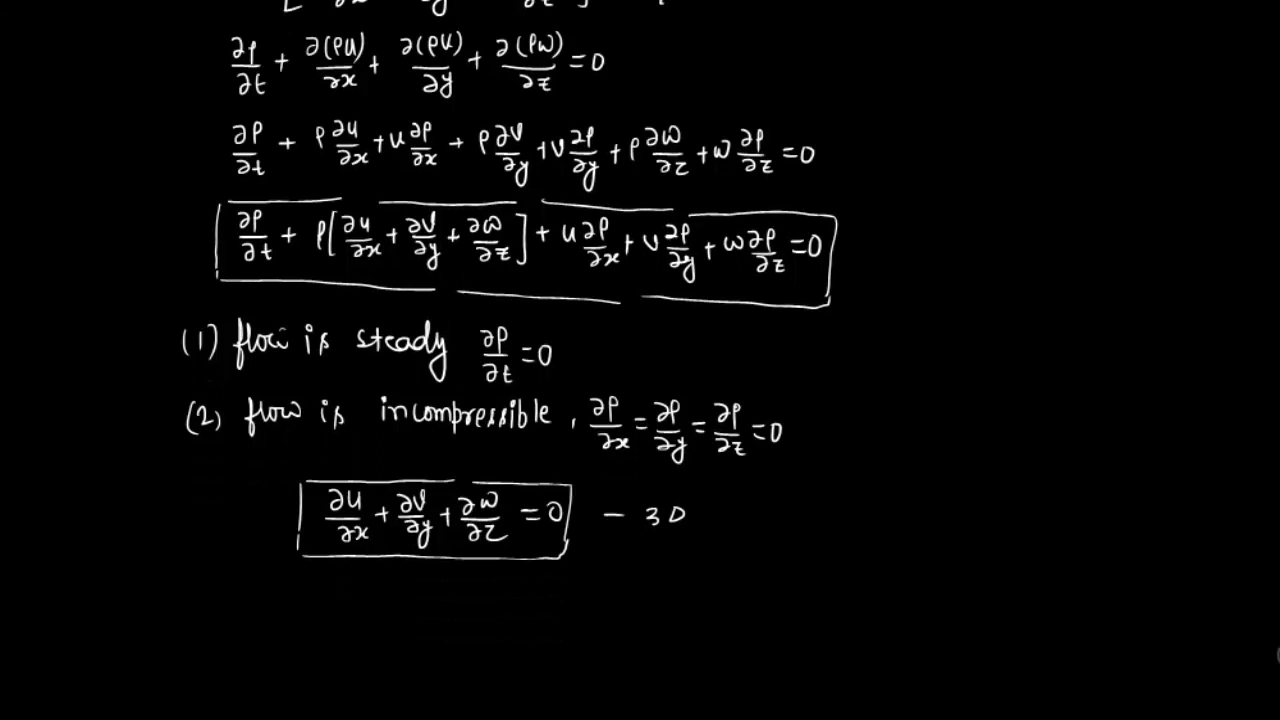 ∂ρ/∂t + ∂(ρu)/∂x + ∂(ρv)/∂y + ∂(ρw)/∂z = 0
∂ρ/∂t + ρ ∂u/∂x + u ∂ρ/∂x + ρ ∂v/∂y + v ∂ρ/∂y + ρ ∂w/∂z + w ∂ρ/∂z = 0
∂ρ/∂t + ρ[∂u/∂x + ∂v/∂y + ∂w/∂z] + u ∂ρ/∂x + v ∂ρ/∂y + w ∂ρ/∂z = 0
(1) flow is steady ∂ρ/∂t = 0
(2) flow is incompressible, ∂ρ/∂x = ∂ρ/∂y = ∂ρ/∂z = 0
∂u/∂x + ∂v/∂y + ∂w/∂z = 0 - 3D